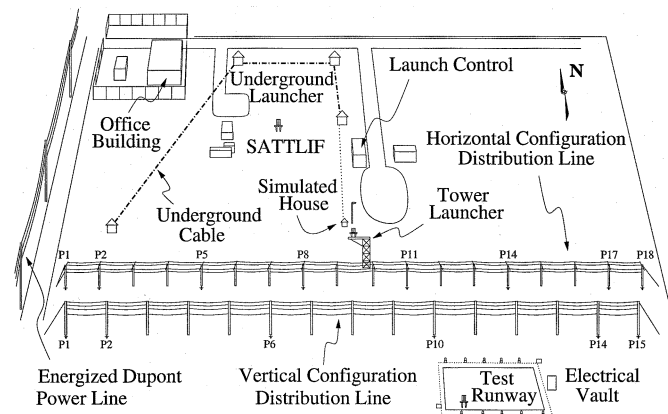 Underground
Launcher
Launch Control
N
Office
Building
SATTLIF
Horizontal Configuration
Distribution Line
Underground
Cable
Simulated
House
Tower
Launcher
P1 P2 P5 P8 P11 P14 P17 P18
P1 P2 P6 P10 P14 P15
Energized Dupont
Power Line
Vertical Configuration
Distribution Line
Test
Runway
Electrical
Vault